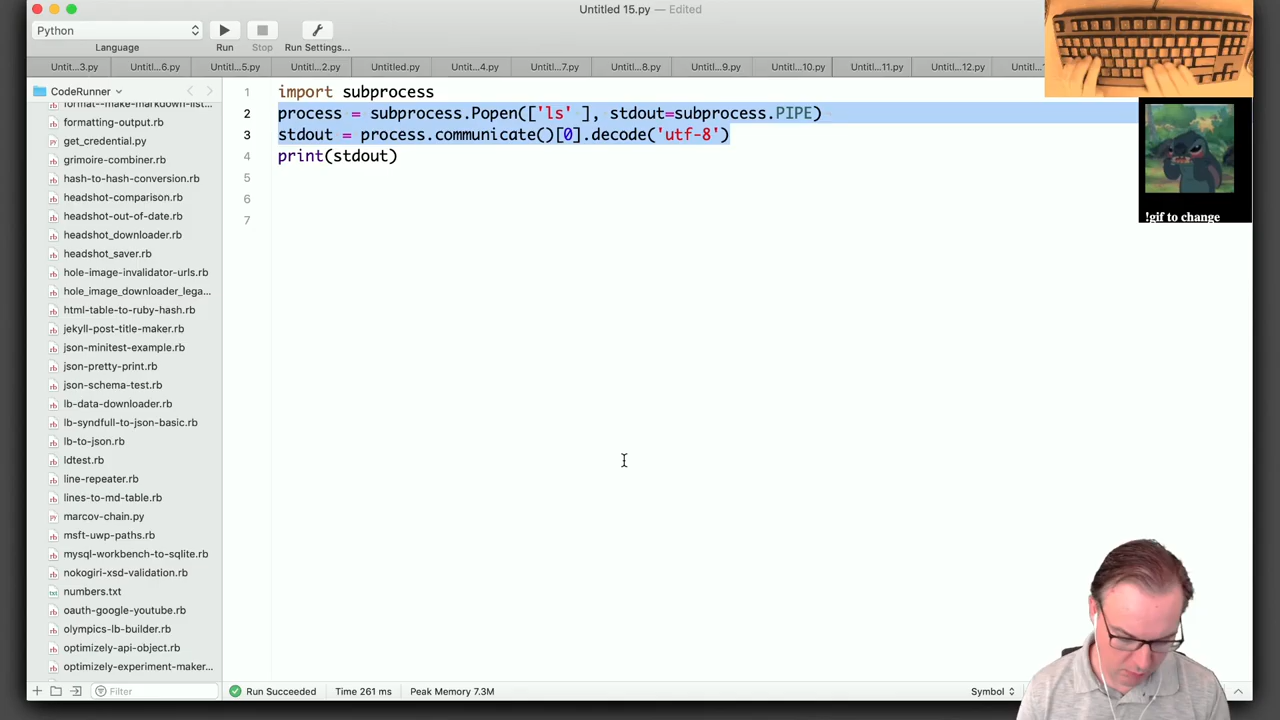 Untitled 15.py — Edited
Python
Language
Run
Stop
Run Settings...
Untit...3.py
Untitl...6.py
Untitl...5.py
Untitl...2.py
Untitled.py
Untitl...4.py
Untitl...7.py
Untitl...8.py
Untitl...9.py
Untitl...10.py
Untitl...11.py
Untitl...12.py
Untitl...1
CodeRunner
format--make-markdown-list...
formatting-output.rb
get_credential.py
grimoire-combiner.rb
hash-to-hash-conversion.rb
headshot-comparison.rb
headshot-out-of-date.rb
headshot_downloader.rb
headshot_saver.rb
hole-image-invalidator-urls.rb
hole_image_downloader_lega...
html-table-to-ruby-hash.rb
jekyll-post-title-maker.rb
json-minitest-example.rb
json-pretty-print.rb
json-schema-test.rb
lb-data-downloader.rb
lb-syndfull-to-json-basic.rb
lb-to-json.rb
ldtest.rb
line-repeater.rb
lines-to-md-table.rb
marcov-chain.py
msft-uwp-paths.rb
mysql-workbench-to-sqlite.rb
nokogiri-xsd-validation.rb
numbers.txt
oauth-google-youtube.rb
olympics-lb-builder.rb
optimizely-api-object.rb
optimizely-experiment-maker...
Filter
1 import subprocess
2 process = subprocess.Popen(['ls' ], stdout=subprocess.PIPE)
3 stdout = process.communicate()[0].decode('utf-8')
4 print(stdout)
5
6
7
!gif to change
Run Succeeded
Time 261 ms
Peak Memory 7.3M
Symbol